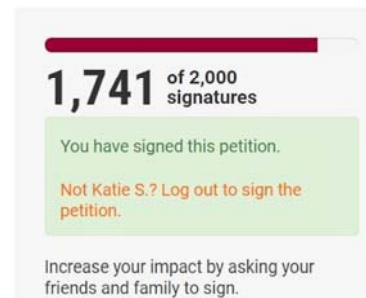 1,741 of 2,000
signatures
You have signed this petition.
Not Katie S.? Log out to sign the
petition.
Increase your impact by asking your
friends and family to sign.